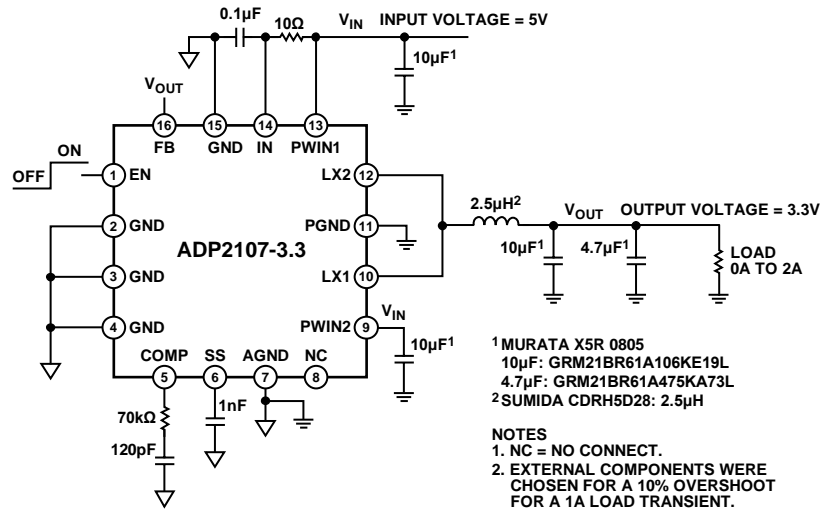 0.1µF
10Ω
VIN
INPUT VOLTAGE = 5V
10µF1
VOUT
16
15
14
13
FB
GND
IN
PWIN1
ON
OFF
1
EN
LX2
12
2.5µH2
VOUT
OUTPUT VOLTAGE = 3.3V
2
GND
PGND
11
ADP2107-3.3
10µF1
4.7µF1
LOAD
0A TO 2A
3
GND
LX1
10
4
GND
PWIN2
9
VIN
10µF1
COMP
SS
AGND
NC
5
6
7
8
70kΩ
1nF
120pF
1 MURATA X5R 0805
10µF: GRM21BR61A106KE19L
4.7µF: GRM21BR61A475KA73L
2 SUMIDA CDRH5D28: 2.5µH
NOTES
1. NC = NO CONNECT.
2. EXTERNAL COMPONENTS WERE
CHOSEN FOR A 10% OVERSHOOT
FOR A 1A LOAD TRANSIENT.